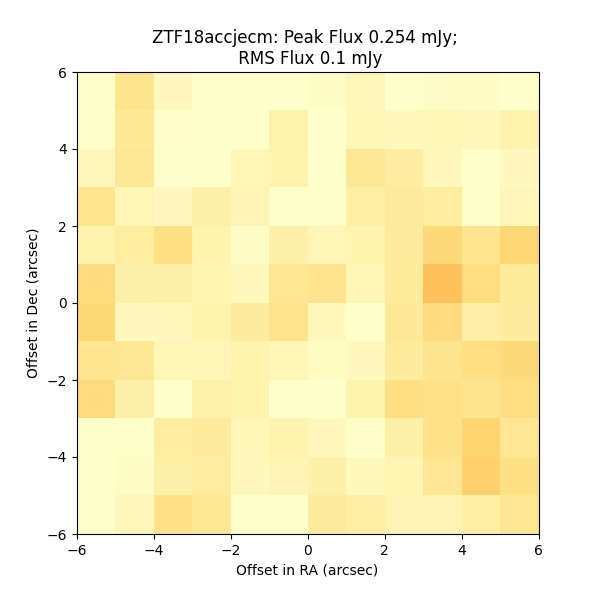 ZTF18accjecm: Peak Flux 0.254 mJy;
RMS Flux 0.1 mJy
6
4
2
0
−2
−4
−6
Offset in Dec (arcsec)
−6 −4 −2 0 2 4 6
Offset in RA (arcsec)